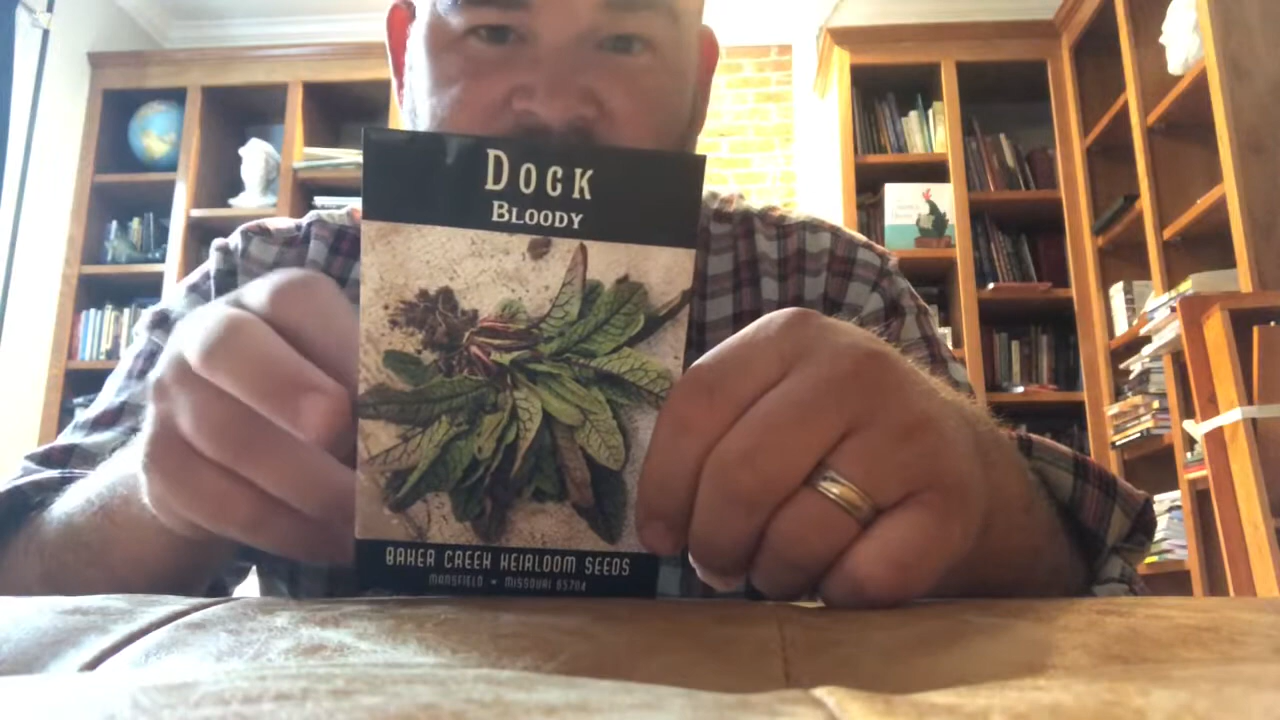 DOCK
BLOODY
BAKER CREEK HEIRLOOM SEEDS
MANSFIELD • MISSOURI 65704